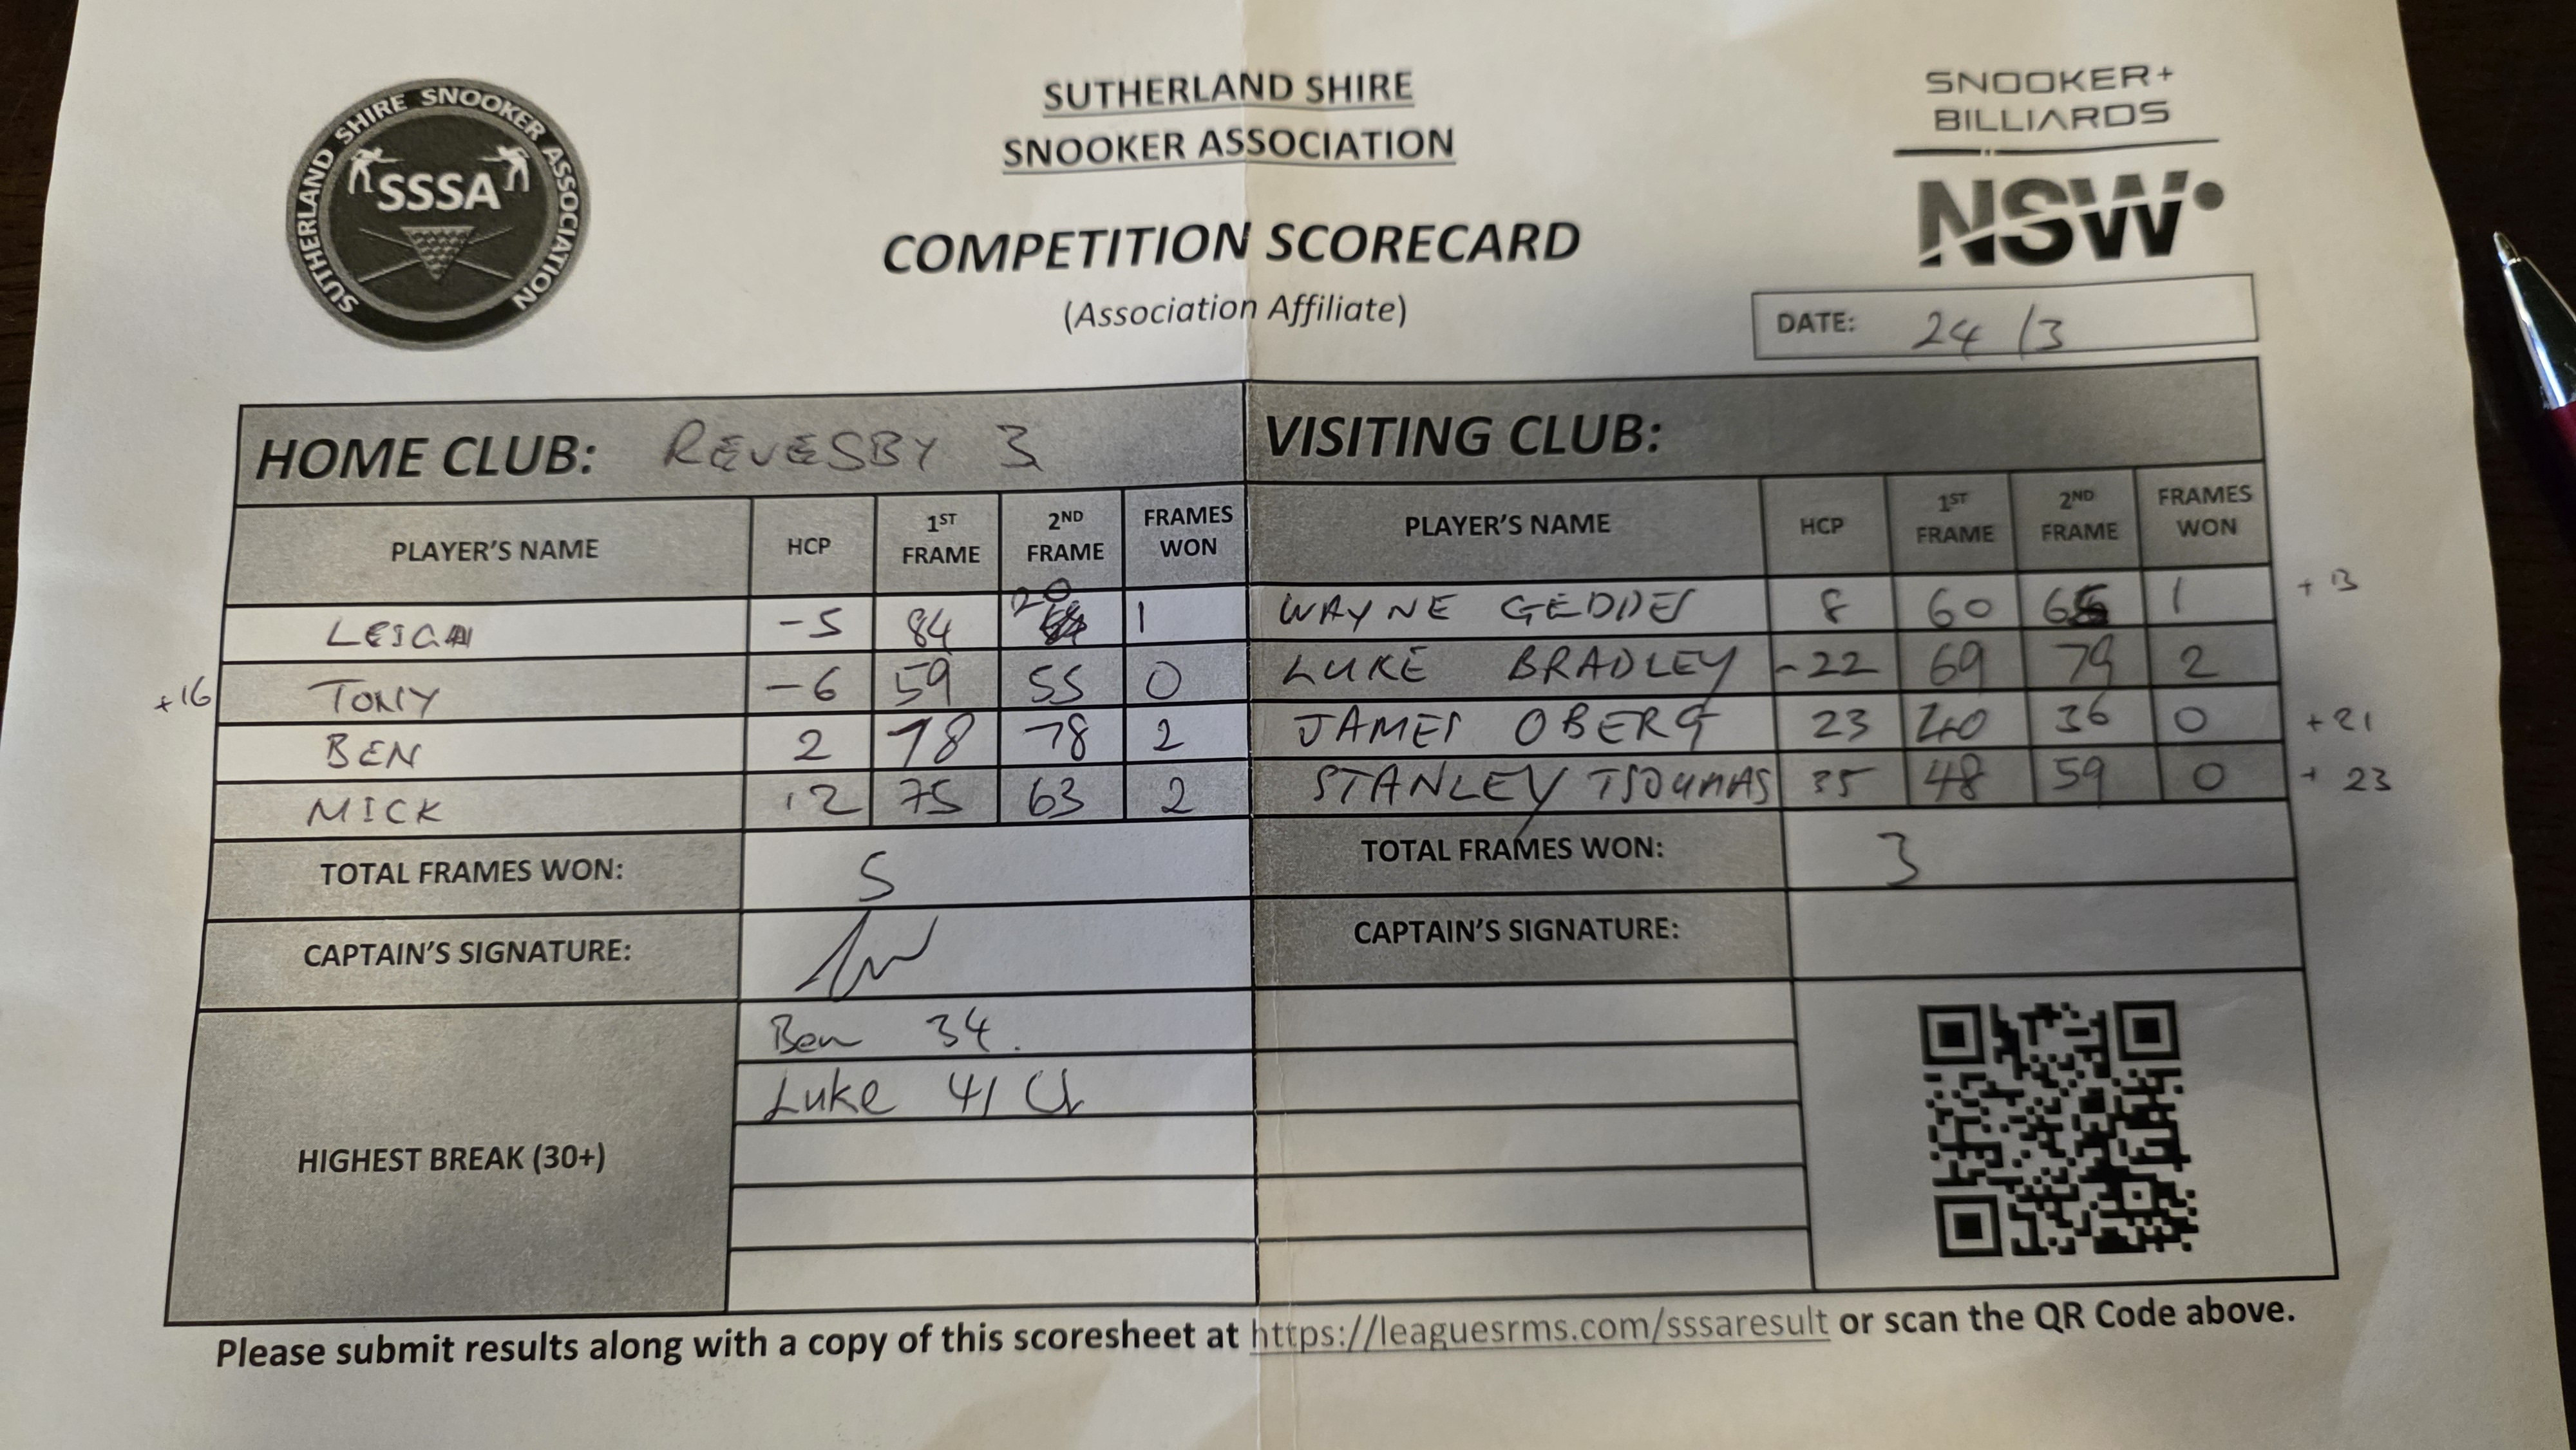 SUTHERLAND SHIRE SNOOKER ASSOCIATION
SSSA
SUTHERLAND SHIRE
SNOOKER ASSOCIATION
COMPETITION SCORECARD
(Association Affiliate)
SNOOKER+
BILLIARDS
NSW
DATE: 24/3
HOME CLUB: REVESBY 3 VISITING CLUB:
PLAYER'S NAME HCP 1ST FRAME 2ND FRAME FRAMES WON PLAYER'S NAME HCP 1ST FRAME 2ND FRAME FRAMES WON
LEIGH -5 84 20 1 WAYNE GEDDES 8 60 1 +13
+16 TONY -6 59 55 0 LUKE BRADLEY -22 69 79 2
BEN 2 78 78 2 JAMES OBERG 23 40 36 0 +21
MICK 12 75 63 2 STANLEY TSOUMAS 35 48 59 0 + 23
TOTAL FRAMES WON: 5 TOTAL FRAMES WON: 3
CAPTAIN'S SIGNATURE: CAPTAIN'S SIGNATURE:
HIGHEST BREAK (30+)
Ben 34.
Luke 41
Please submit results along with a copy of this scoresheet at https://leaguesrms.com/sssaresult or scan the QR Code above.